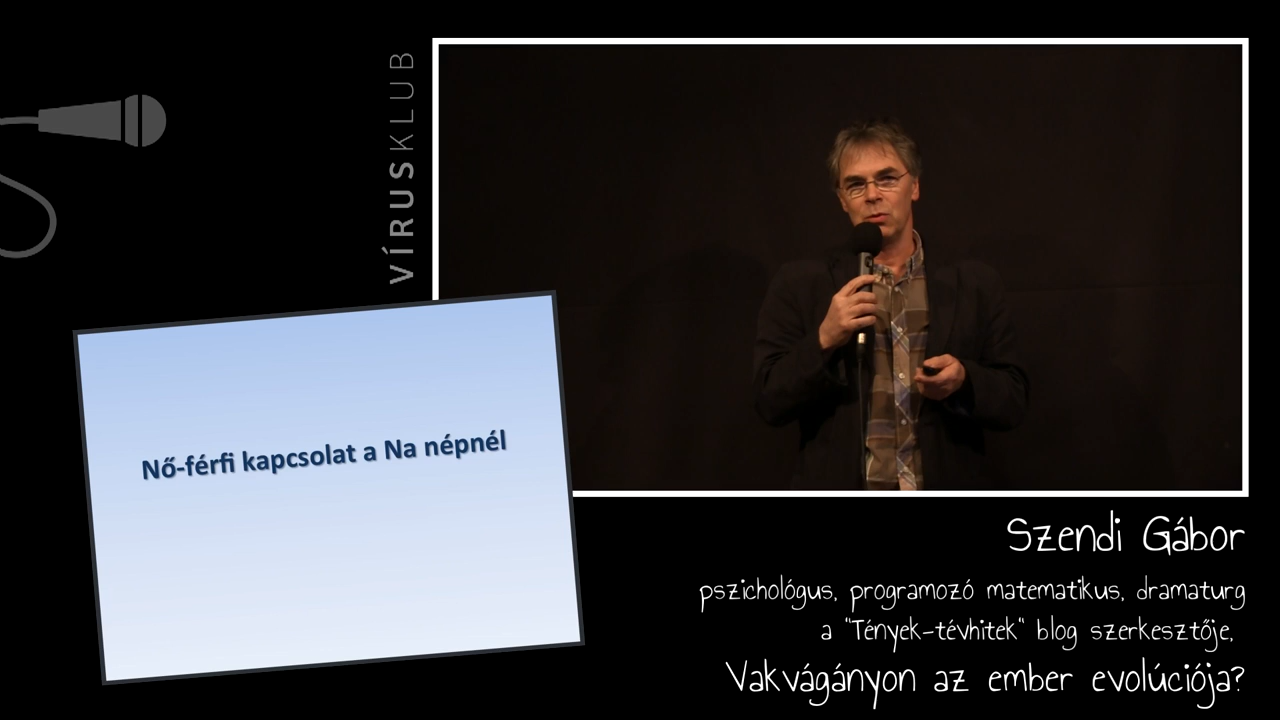 VÍRUSKLUB
Nő-férfi kapcsolat a Na népnél
Szendi Gábor
pszichológus, programozó matematikus, dramaturg
a "Tények-tévhitek" blog szerkesztője,
Vakvágányon az ember evolúciója?